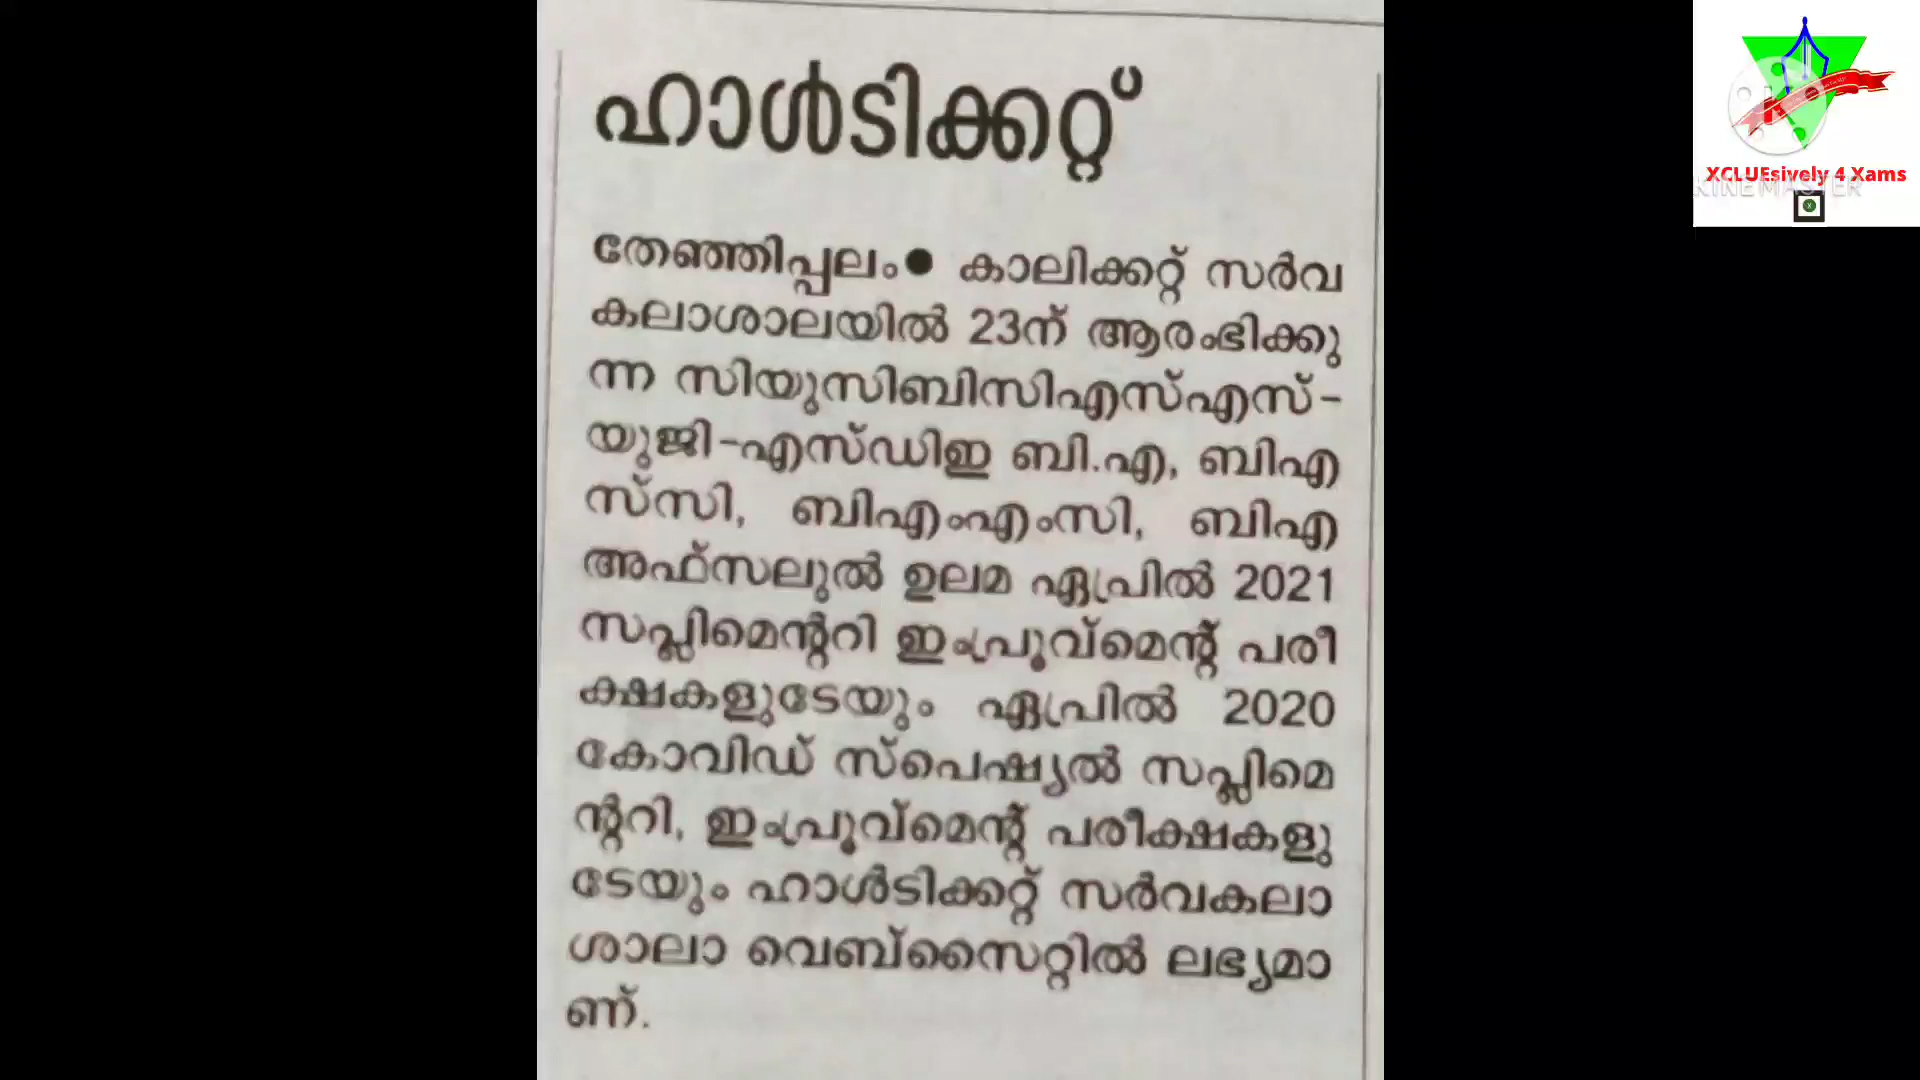 ഹാൾടിക്കറ്റ്
തേഞ്ഞിപ്പലം● കാലിക്കറ്റ് സർവ
കലാശാലയിൽ 23ന് ആരംഭിക്കു
ന്ന സിയുസിബിസിഎസ്എസ്-
യുജി-എസ്ഡിഇ ബി.എ, ബിഎ
സ്‌സി, ബിഎംഎംസി, ബിഎ
അഫ്സലുൽ ഉലമ ഏപ്രിൽ 2021
സപ്ലിമെന്ററി ഇംപ്രൂവ്മെന്റ് പരീ
ക്ഷകളുടേയും ഏപ്രിൽ 2020
കോവിഡ് സ്പെഷ്യൽ സപ്ലിമെ
ന്ററി, ഇംപ്രൂവ്മെന്റ് പരീക്ഷകളു
ടേയും ഹാൾടിക്കറ്റ് സർവകലാ
ശാലാ വെബ്സൈറ്റിൽ ലഭ്യമാ
ണ്.
XCLUEsively 4 Xams
KINEMASTER